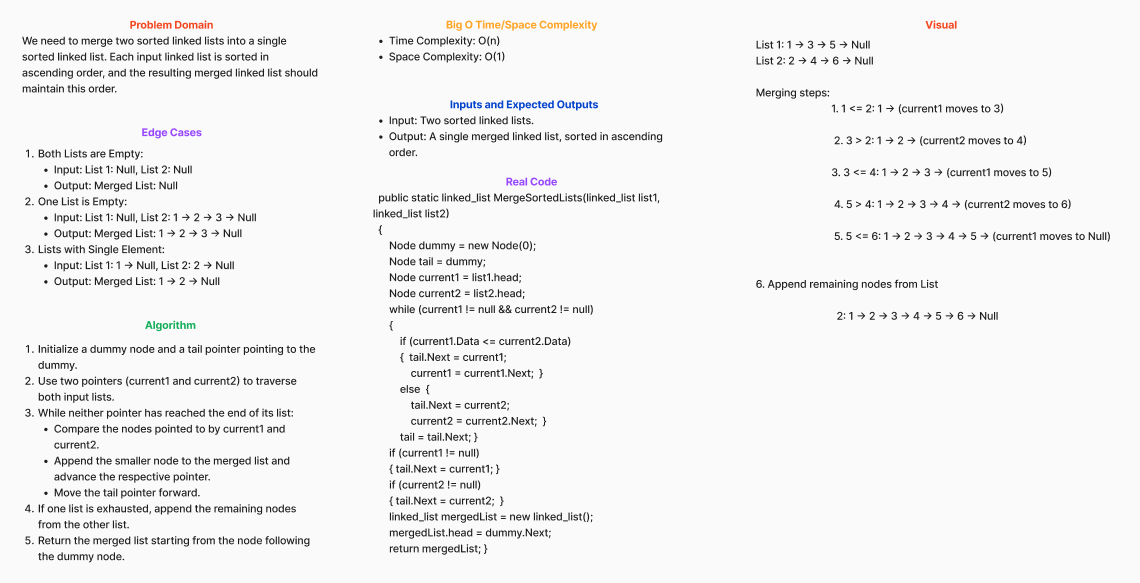 Problem Domain
We need to merge two sorted linked lists into a single
sorted linked list. Each input linked list is sorted in
ascending order, and the resulting merged linked list should
maintain this order.
Edge Cases
1. Both Lists are Empty:
• Input: List 1: Null, List 2: Null
• Output: Merged List: Null
2. One List is Empty:
• Input: List 1: Null, List 2: 1 → 2 → 3 → Null
• Output: Merged List: 1 → 2 → 3 → Null
3. Lists with Single Element:
• Input: List 1: 1 → Null, List 2: 2 → Null
• Output: Merged List: 1 → 2 → Null
Algorithm
1. Initialize a dummy node and a tail pointer pointing to the
dummy.
2. Use two pointers (current1 and current2) to traverse
both input lists.
3. While neither pointer has reached the end of its list:
• Compare the nodes pointed to by current1 and
current2.
• Append the smaller node to the merged list and
advance the respective pointer.
• Move the tail pointer forward.
4. If one list is exhausted, append the remaining nodes
from the other list.
5. Return the merged list starting from the node following
the dummy node.
Big O Time/Space Complexity
• Time Complexity: O(n)
• Space Complexity: O(1)
Inputs and Expected Outputs
• Input: Two sorted linked lists.
• Output: A single merged linked list, sorted in ascending
order.
Real Code
public static linked_list MergeSortedLists(linked_list list1,
linked_list list2)
{
Node dummy = new Node(0);
Node tail = dummy;
Node current1 = list1.head;
Node current2 = list2.head;
while (current1 != null && current2 != null)
{
if (current1.Data <= current2.Data)
{ tail.Next = current1;
current1 = current1.Next; }
else {
tail.Next = current2;
current2 = current2.Next; }
tail = tail.Next; }
if (current1 != null)
{ tail.Next = current1; }
if (current2 != null)
{ tail.Next = current2; }
linked_list mergedList = new linked_list();
mergedList.head = dummy.Next;
return mergedList; }
Visual
List 1: 1 → 3 → 5 → Null
List 2: 2 → 4 → 6 → Null
Merging steps:
1. 1 <= 2: 1 → (current1 moves to 3)
2. 3 > 2: 1 → 2 → (current2 moves to 4)
3. 3 <= 4: 1 → 2 → 3 → (current1 moves to 5)
4. 5 > 4: 1 → 2 → 3 → 4 → (current2 moves to 6)
5. 5 <= 6: 1 → 2 → 3 → 4 → 5 → (current1 moves to Null)
6. Append remaining nodes from List
2: 1 → 2 → 3 → 4 → 5 → 6 → Null